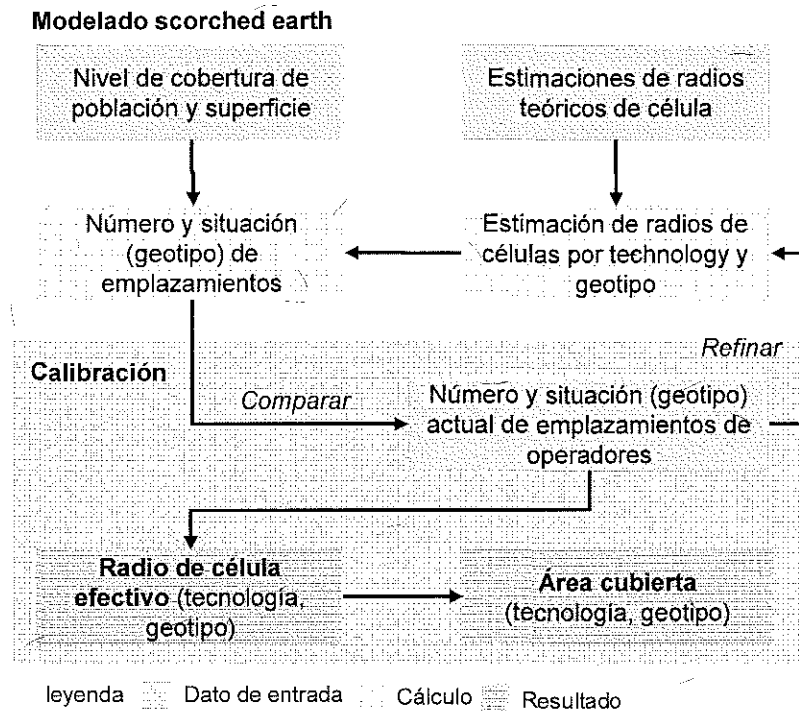 Modelado scorched earth
Nivel de cobertura de
población y superficie
Estimaciones de radios
teóricos de célula
Número y situación
(geotipo) de
emplazamientos
Estimación de radios de
células por technology y
geotipo
Refinar
Calibración
Comparar
Número y situación (geotipo)
actual de emplazamientos de
operadores
Radio de célula
efectivo (tecnología,
geotipo)
Área cubierta
(tecnología, geotipo)
leyenda Dato de entrada Cálculo Resultado